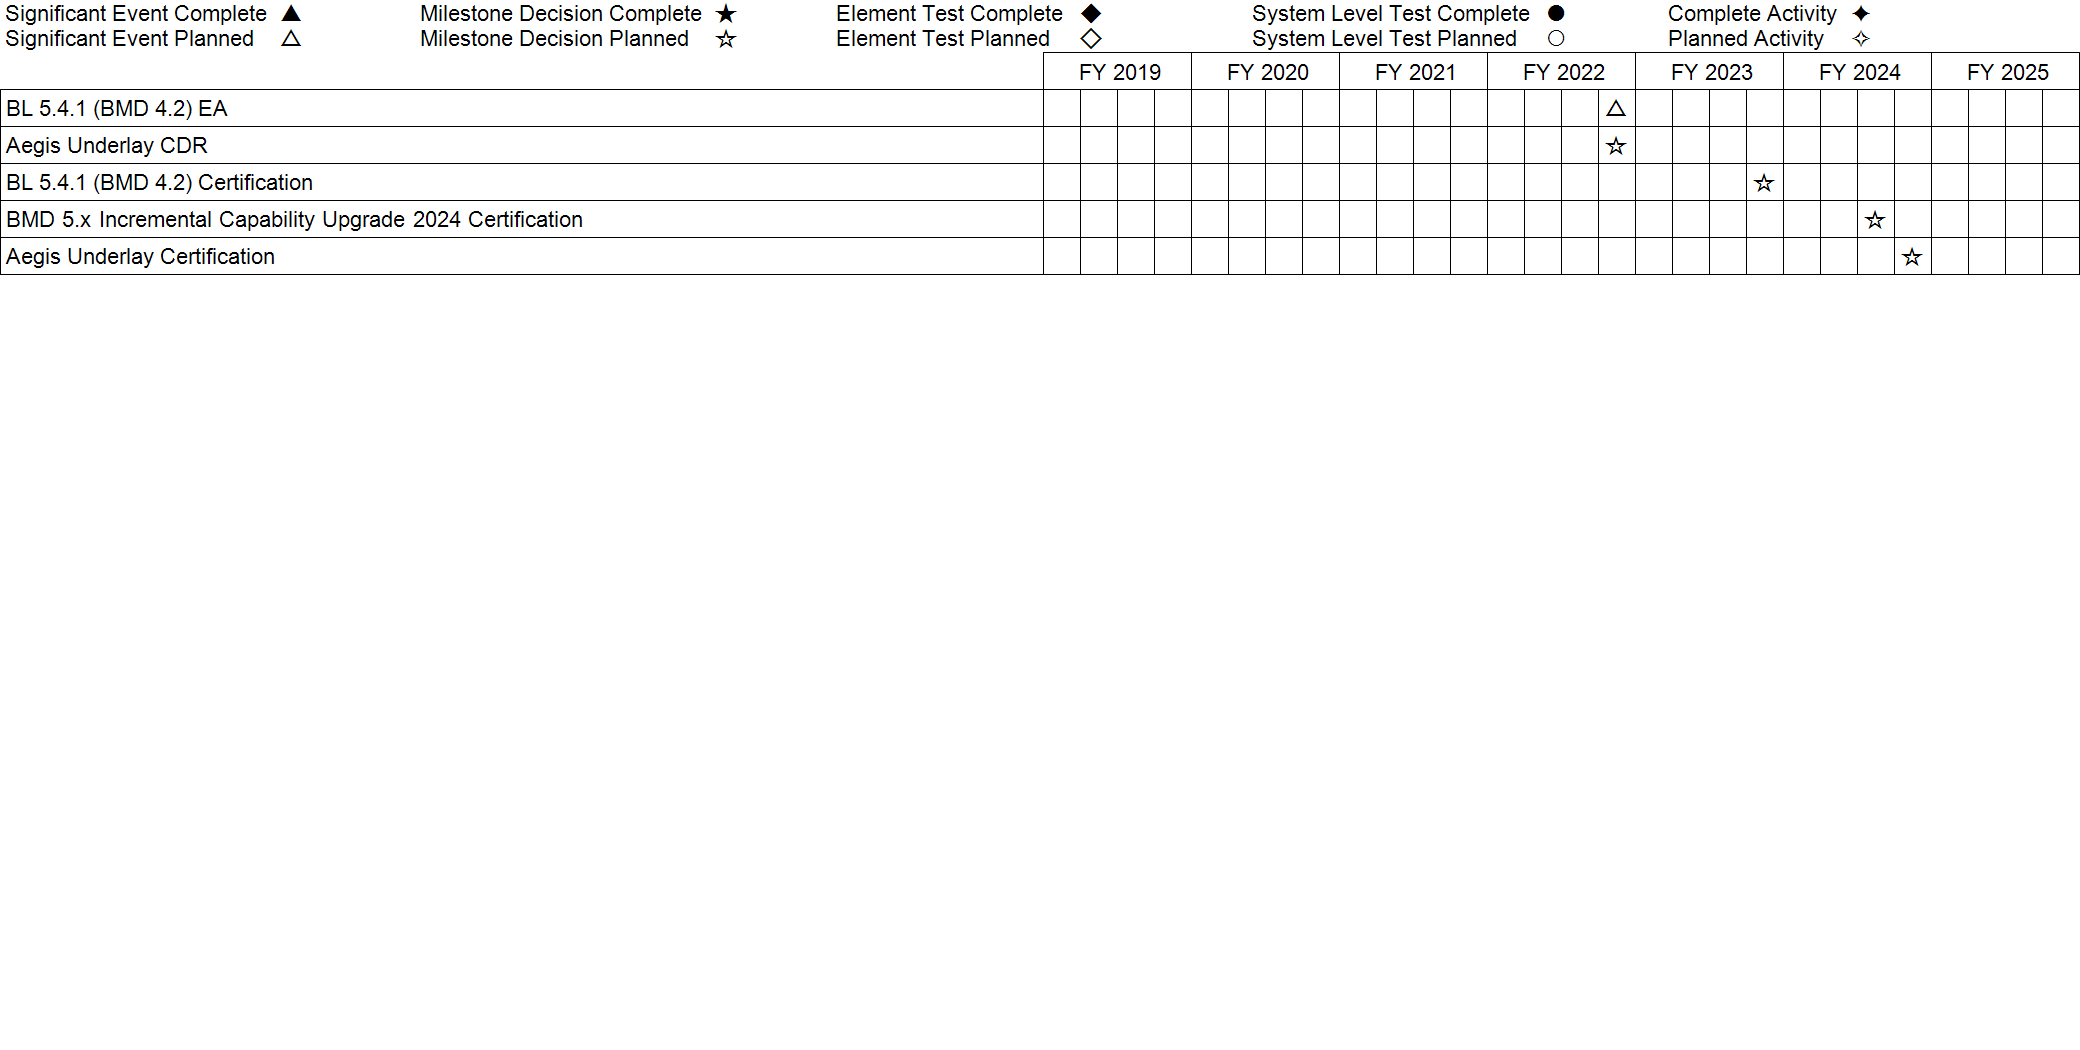 Significant Event Complete ▲ Milestone Decision Complete ★ Element Test Complete ◆ System Level Test Complete ● Complete Activity ✦
Significant Event Planned △ Milestone Decision Planned ☆ Element Test Planned ◇ System Level Test Planned ○ Planned Activity ✧
FY 2019 FY 2020 FY 2021 FY 2022 FY 2023 FY 2024 FY 2025
BL 5.4.1 (BMD 4.2) EA △
Aegis Underlay CDR ☆
BL 5.4.1 (BMD 4.2) Certification ☆
BMD 5.x Incremental Capability Upgrade 2024 Certification ☆
Aegis Underlay Certification ☆